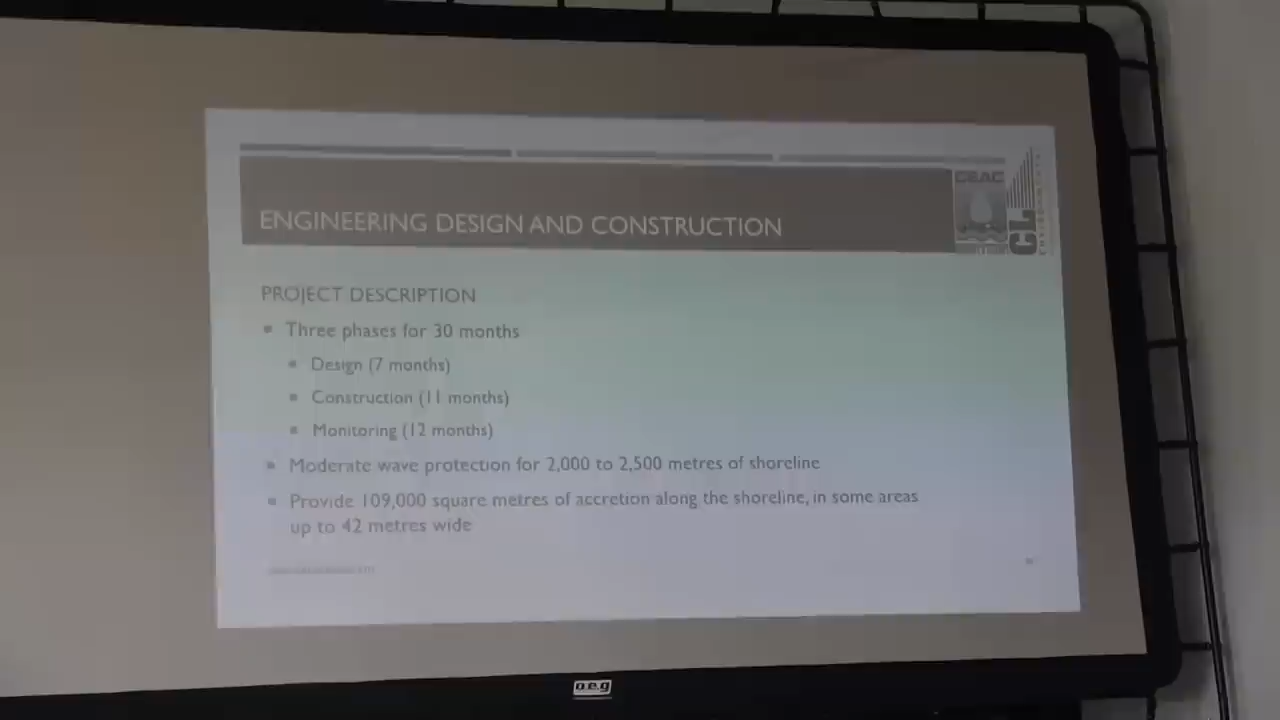 ENGINEERING DESIGN AND CONSTRUCTION
CEAC
CL
PROJECT DESCRIPTION
Three phases for 30 months
Design (7 months)
Construction (11 months)
Monitoring (12 months)
Moderate wave protection for 2,000 to 2,500 metres of shoreline
Provide 109,000 square metres of accretion along the shoreline, in some areas
up to 42 metres wide